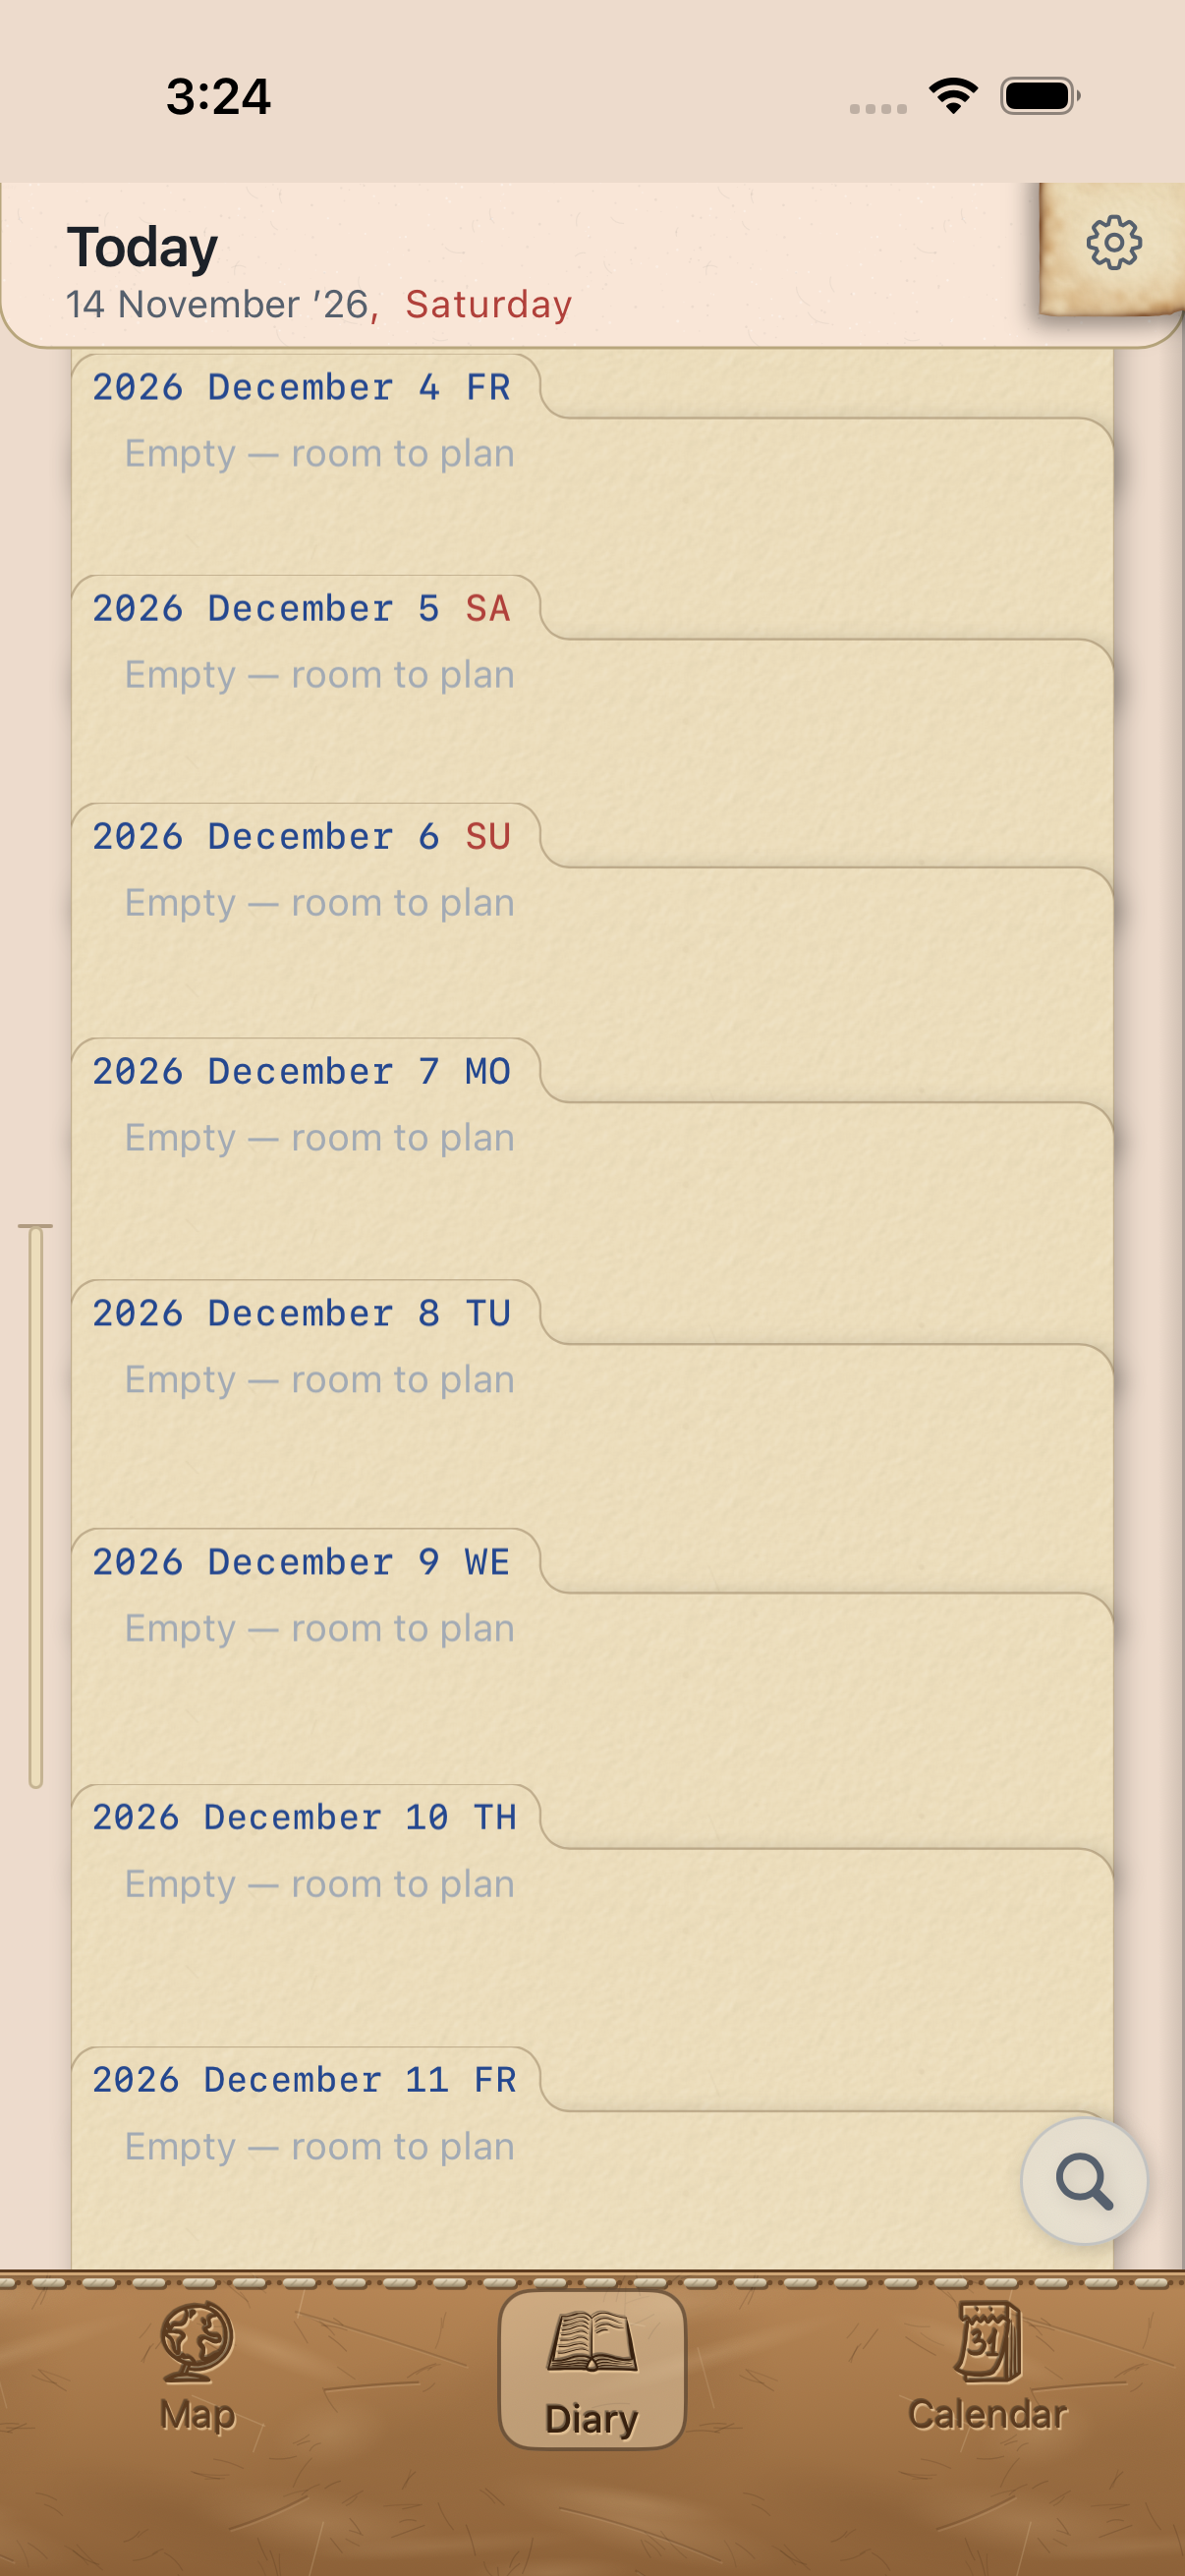 3:24
Today
14 November ’26, Saturday
2026 December 4 FR
Empty — room to plan
2026 December 5 SA
Empty — room to plan
2026 December 6 SU
Empty — room to plan
2026 December 7 MO
Empty — room to plan
2026 December 8 TU
Empty — room to plan
2026 December 9 WE
Empty — room to plan
2026 December 10 TH
Empty — room to plan
2026 December 11 FR
Empty — room to plan
31
Map
Diary
Calendar